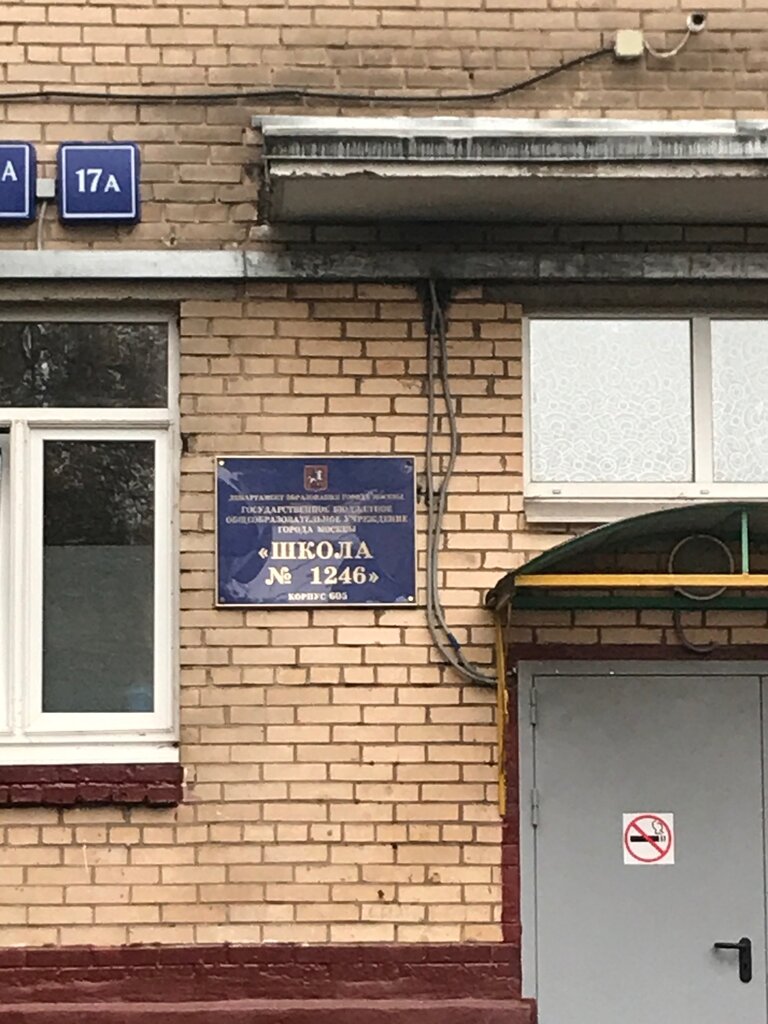 А
17А
ДЕПАРТАМЕНТ ОБРАЗОВАНИЯ ГОРОДА МОСКВЫ
ГОСУДАРСТВЕННОЕ БЮДЖЕТНОЕ
ОБЩЕОБРАЗОВАТЕЛЬНОЕ УЧРЕЖДЕНИЕ
ГОРОДА МОСКВЫ
«ШКОЛА
№ 1246»
КОРПУС 605